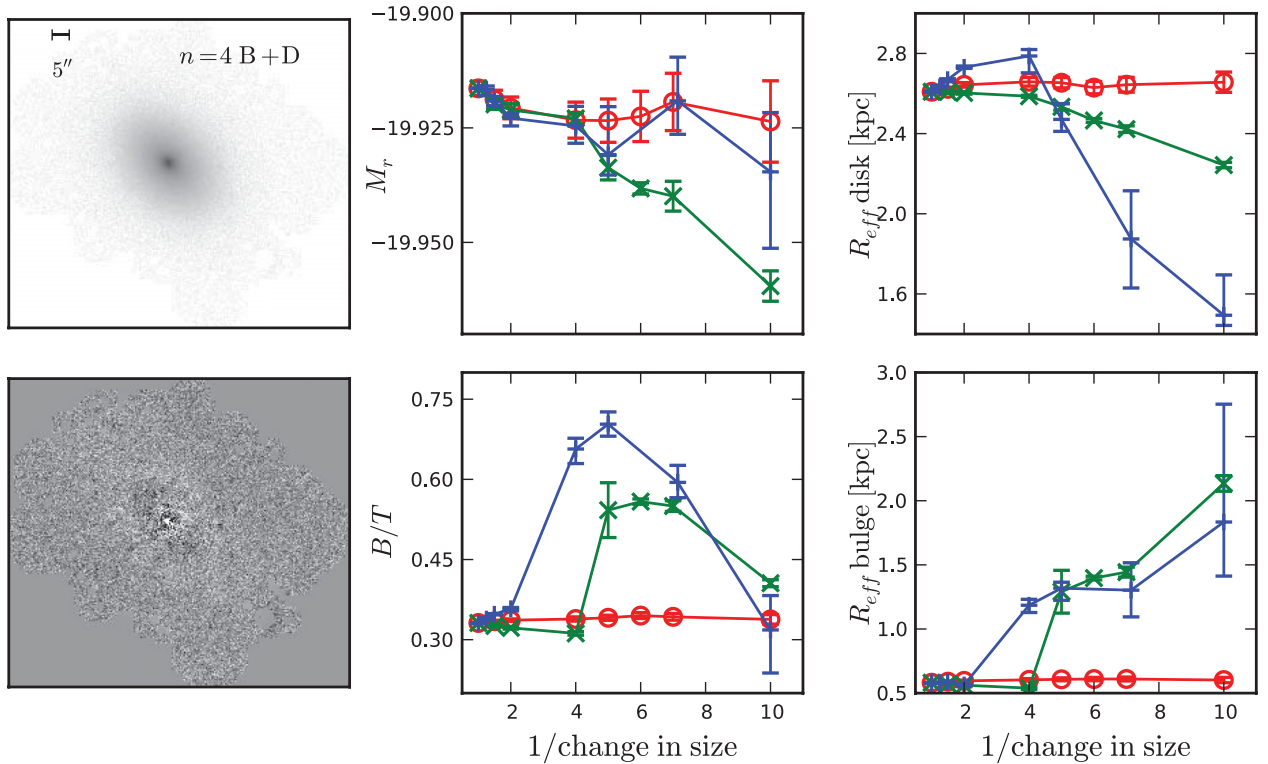 5″
n=4 B+D
−19.900
−19.925
−19.950
M_r
2.8
2.4
2.0
1.6
R_eff disk [kpc]
0.75
0.60
0.45
0.30
B/T
2 4 6 8 10
1/change in size
3.0
2.5
2.0
1.5
1.0
0.5
R_eff bulge [kpc]
2 4 6 8 10
1/change in size